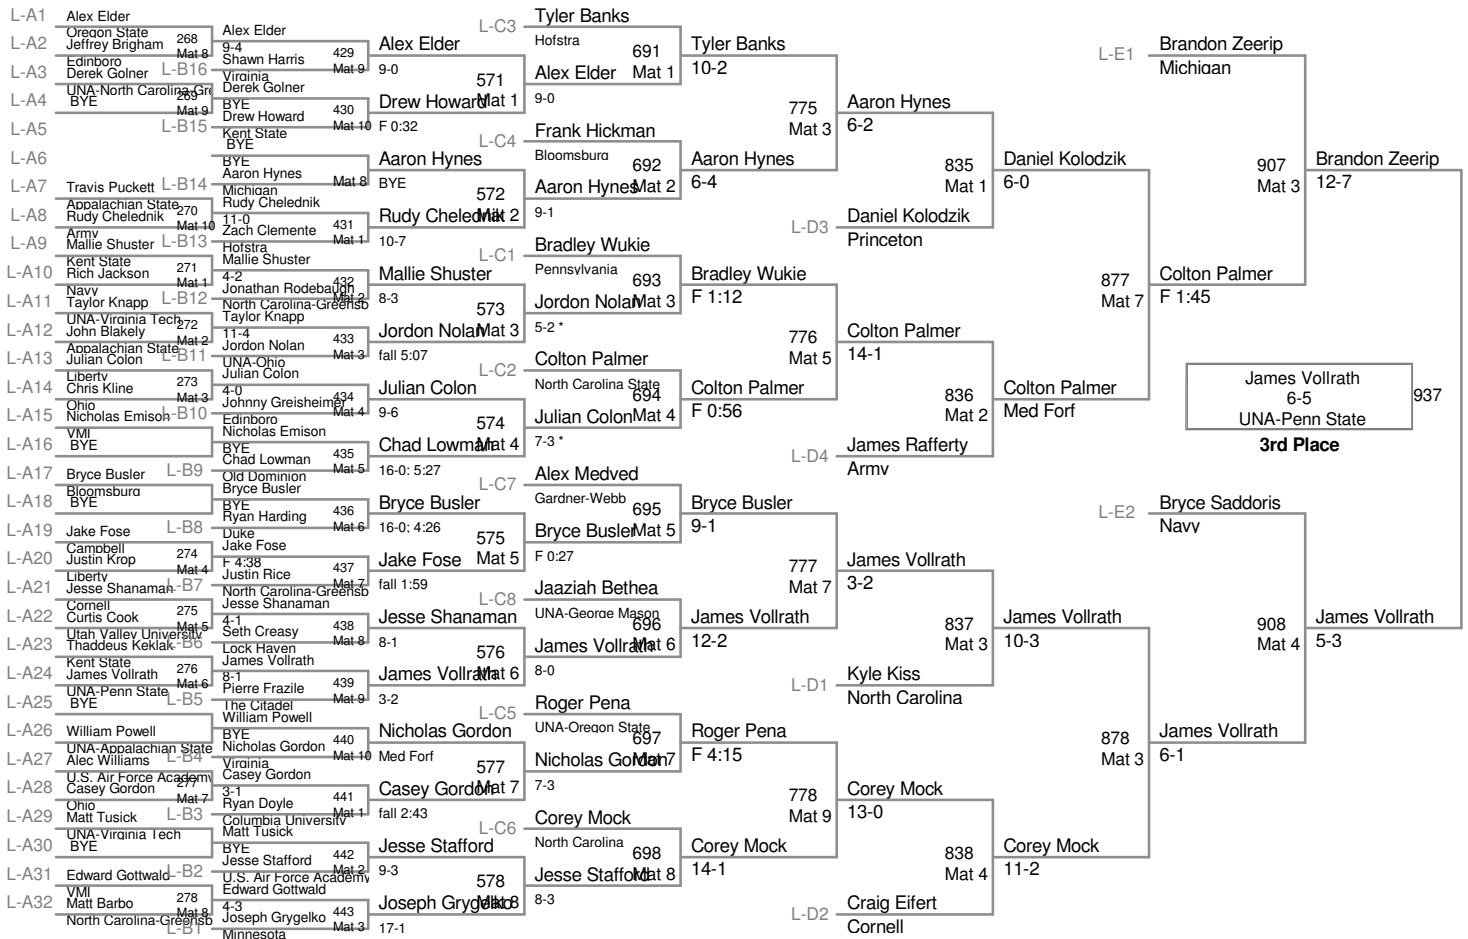 L-A1
Alex Elder
Oregon State
L-A2
Jeffrey Brigham
268
Mat 8
Edinboro
L-A3
Derek Golner
UNA-North Carolina-Gre
L-A4
BYE
269
Mat 9
L-A5
L-A6
L-A7
Travis Puckett
Appalachian State
L-A8
Rudy Chelednik
270
Mat 10
Army
L-A9
Mallie Shuster
Kent State
L-A10
Rich Jackson
271
Mat 1
Navy
L-A11
Taylor Knapp
UNA-Virginia Tech
L-A12
John Blakely
272
Mat 2
Appalachian State
L-A13
Julian Colon
Liberty
L-A14
Chris Kline
273
Mat 3
Ohio
L-A15
Nicholas Emison
VMI
L-A16
BYE
L-A17
Bryce Busler
Bloomsburg
L-A18
BYE
L-A19
Jake Fose
Campbell
L-A20
Justin Krop
274
Mat 4
Liberty
L-A21
Jesse Shanaman
Cornell
L-A22
Curtis Cook
275
Mat 5
Utah Valley University
L-A23
Thaddeus Keklak
Kent State
L-A24
James Vollrath
276
Mat 6
UNA-Penn State
L-A25
BYE
L-A26
William Powell
UNA-Appalachian State
L-A27
Alec Williams
U.S. Air Force Academy
L-A28
Casey Gordon
277
Mat 7
Ohio
L-A29
Matt Tusick
UNA-Virginia Tech
L-A30
BYE
L-A31
Edward Gottwald
VMI
L-A32
Matt Barbo
278
Mat 8
North Carolina-Greensb
Alex Elder
9-4
Shawn Harris
429
Mat 9
L-B16
Virginia
Derek Golner
BYE
Drew Howard
430
Mat 10
L-B15
Kent State
BYE
BYE
Aaron Hynes
Mat 8
L-B14
Michigan
Rudy Chelednik
11-0
Zach Clemente
431
Mat 1
L-B13
Hofstra
Mallie Shuster
4-2
Jonathan Rodebaugh
432
Mat 2
L-B12
North Carolina-Greensb
Taylor Knapp
11-4
Jordon Nolan
433
Mat 3
L-B11
UNA-Ohio
Julian Colon
4-0
Johnny Greisheimer
434
Mat 4
L-B10
Edinboro
Nicholas Emison
BYE
Chad Lowman
435
Mat 5
L-B9
Old Dominion
Bryce Busler
BYE
Ryan Harding
436
Mat 6
L-B8
Duke
Jake Fose
F 4:38
Justin Rice
437
Mat 7
L-B7
North Carolina-Greensb
Jesse Shanaman
4-1
Seth Creasy
438
Mat 8
L-B6
Lock Haven
James Vollrath
8-1
Pierre Frazile
439
Mat 9
L-B5
The Citadel
William Powell
BYE
Nicholas Gordon
440
Mat 10
L-B4
Virginia
Casey Gordon
3-1
Ryan Doyle
441
Mat 1
L-B3
Columbia University
Matt Tusick
BYE
Jesse Stafford
442
Mat 2
L-B2
U.S. Air Force Academy
Edward Gottwald
4-3
Joseph Grygelko
443
Mat 3
L-B1
Minnesota
Alex Elder
9-0
571
Mat 1
Drew Howard
F 0:32
Aaron Hynes
BYE
572
Mat 2
Rudy Chelednik
10-7
Mallie Shuster
8-3
573
Mat 3
Jordon Nolan
fall 5:07
Julian Colon
9-6
574
Mat 4
Chad Lowman
16-0; 5:27
Bryce Busler
16-0; 4:26
575
Mat 5
Jake Fose
fall 1:59
Jesse Shanaman
8-1
576
Mat 6
James Vollrath
3-2
Nicholas Gordon
Med Forf
577
Mat 7
Casey Gordon
fall 2:43
Jesse Stafford
9-3
578
Mat 8
Joseph Grygelko
17-1
L-C3
Tyler Banks
Hofstra
691
Mat 1
Alex Elder
9-0
L-C4
Frank Hickman
Bloomsburg
692
Mat 2
Aaron Hynes
9-1
L-C1
Bradley Wukie
Pennsylvania
693
Mat 3
Jordon Nolan
5-2 *
L-C2
Colton Palmer
North Carolina State
694
Mat 4
Julian Colon
7-3 *
L-C7
Alex Medved
Gardner-Webb
695
Mat 5
Bryce Busler
F 0:27
L-C8
Jaaziah Bethea
UNA-George Mason
696
Mat 6
James Vollrath
8-0
L-C5
Roger Pena
UNA-Oregon State
697
Mat 7
Nicholas Gordon
7-3
L-C6
Corey Mock
North Carolina
698
Mat 8
Jesse Stafford
8-3
Tyler Banks
10-2
775
Mat 3
Aaron Hynes
6-4
Bradley Wukie
F 1:12
776
Mat 5
Colton Palmer
F 0:56
Bryce Busler
9-1
777
Mat 7
James Vollrath
12-2
Roger Pena
F 4:15
778
Mat 9
Corey Mock
14-1
Aaron Hynes
6-2
835
Mat 1
L-D3
Daniel Kolodzik
Princeton
Colton Palmer
14-1
836
Mat 2
L-D4
James Rafferty
Army
James Vollrath
3-2
837
Mat 3
L-D1
Kyle Kiss
North Carolina
Corey Mock
13-0
838
Mat 4
L-D2
Craig Eifert
Cornell
Daniel Kolodzik
6-0
877
Mat 7
Colton Palmer
Med Forf
James Vollrath
10-3
878
Mat 3
Corey Mock
11-2
L-E1
Brandon Zeerip
Michigan
907
Mat 3
Colton Palmer
F 1:45
L-E2
Bryce Saddoris
Navy
908
Mat 4
James Vollrath
6-1
Brandon Zeerip
12-7
James Vollrath
6-5
UNA-Penn State
937
3rd Place
James Vollrath
5-3